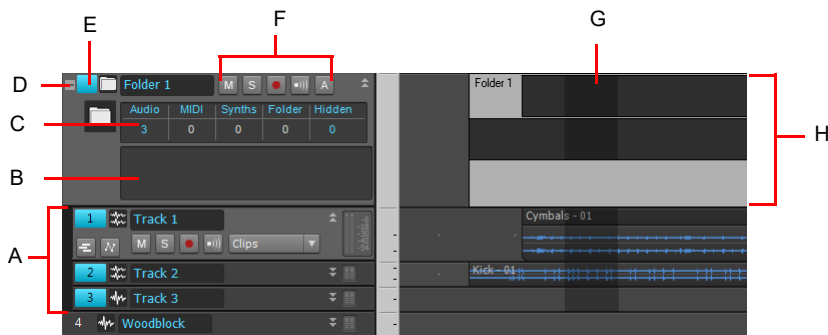 F
G
E
D
Folder 1
M S A
Folder 1
C
Audio MIDI Synths Folder Hidden
3 0 0 0 0
H
B
1 Track 1
Cymbals - 01
M S Clips
A
2 Track 2
Kick - 01
3 Track 3
4 Woodblock